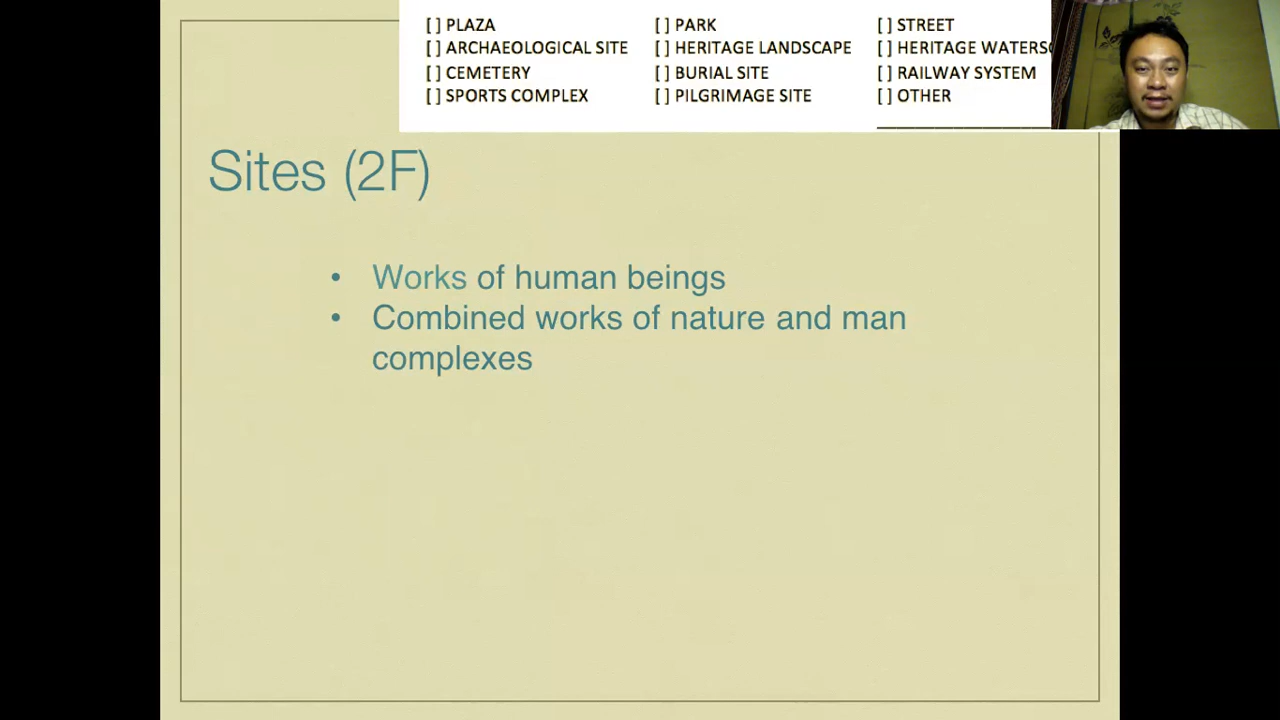 [ ] PLAZA [ ] PARK [ ] STREET
[ ] ARCHAEOLOGICAL SITE [ ] HERITAGE LANDSCAPE [ ] HERITAGE
[ ] CEMETERY [ ] BURIAL SITE [ ] RAILWAY SYSTEM
[ ] SPORTS COMPLEX [ ] PILGRIMAGE SITE [ ] OTHER
Sites (2F)
• Works of human beings
• Combined works of nature and man
complexes